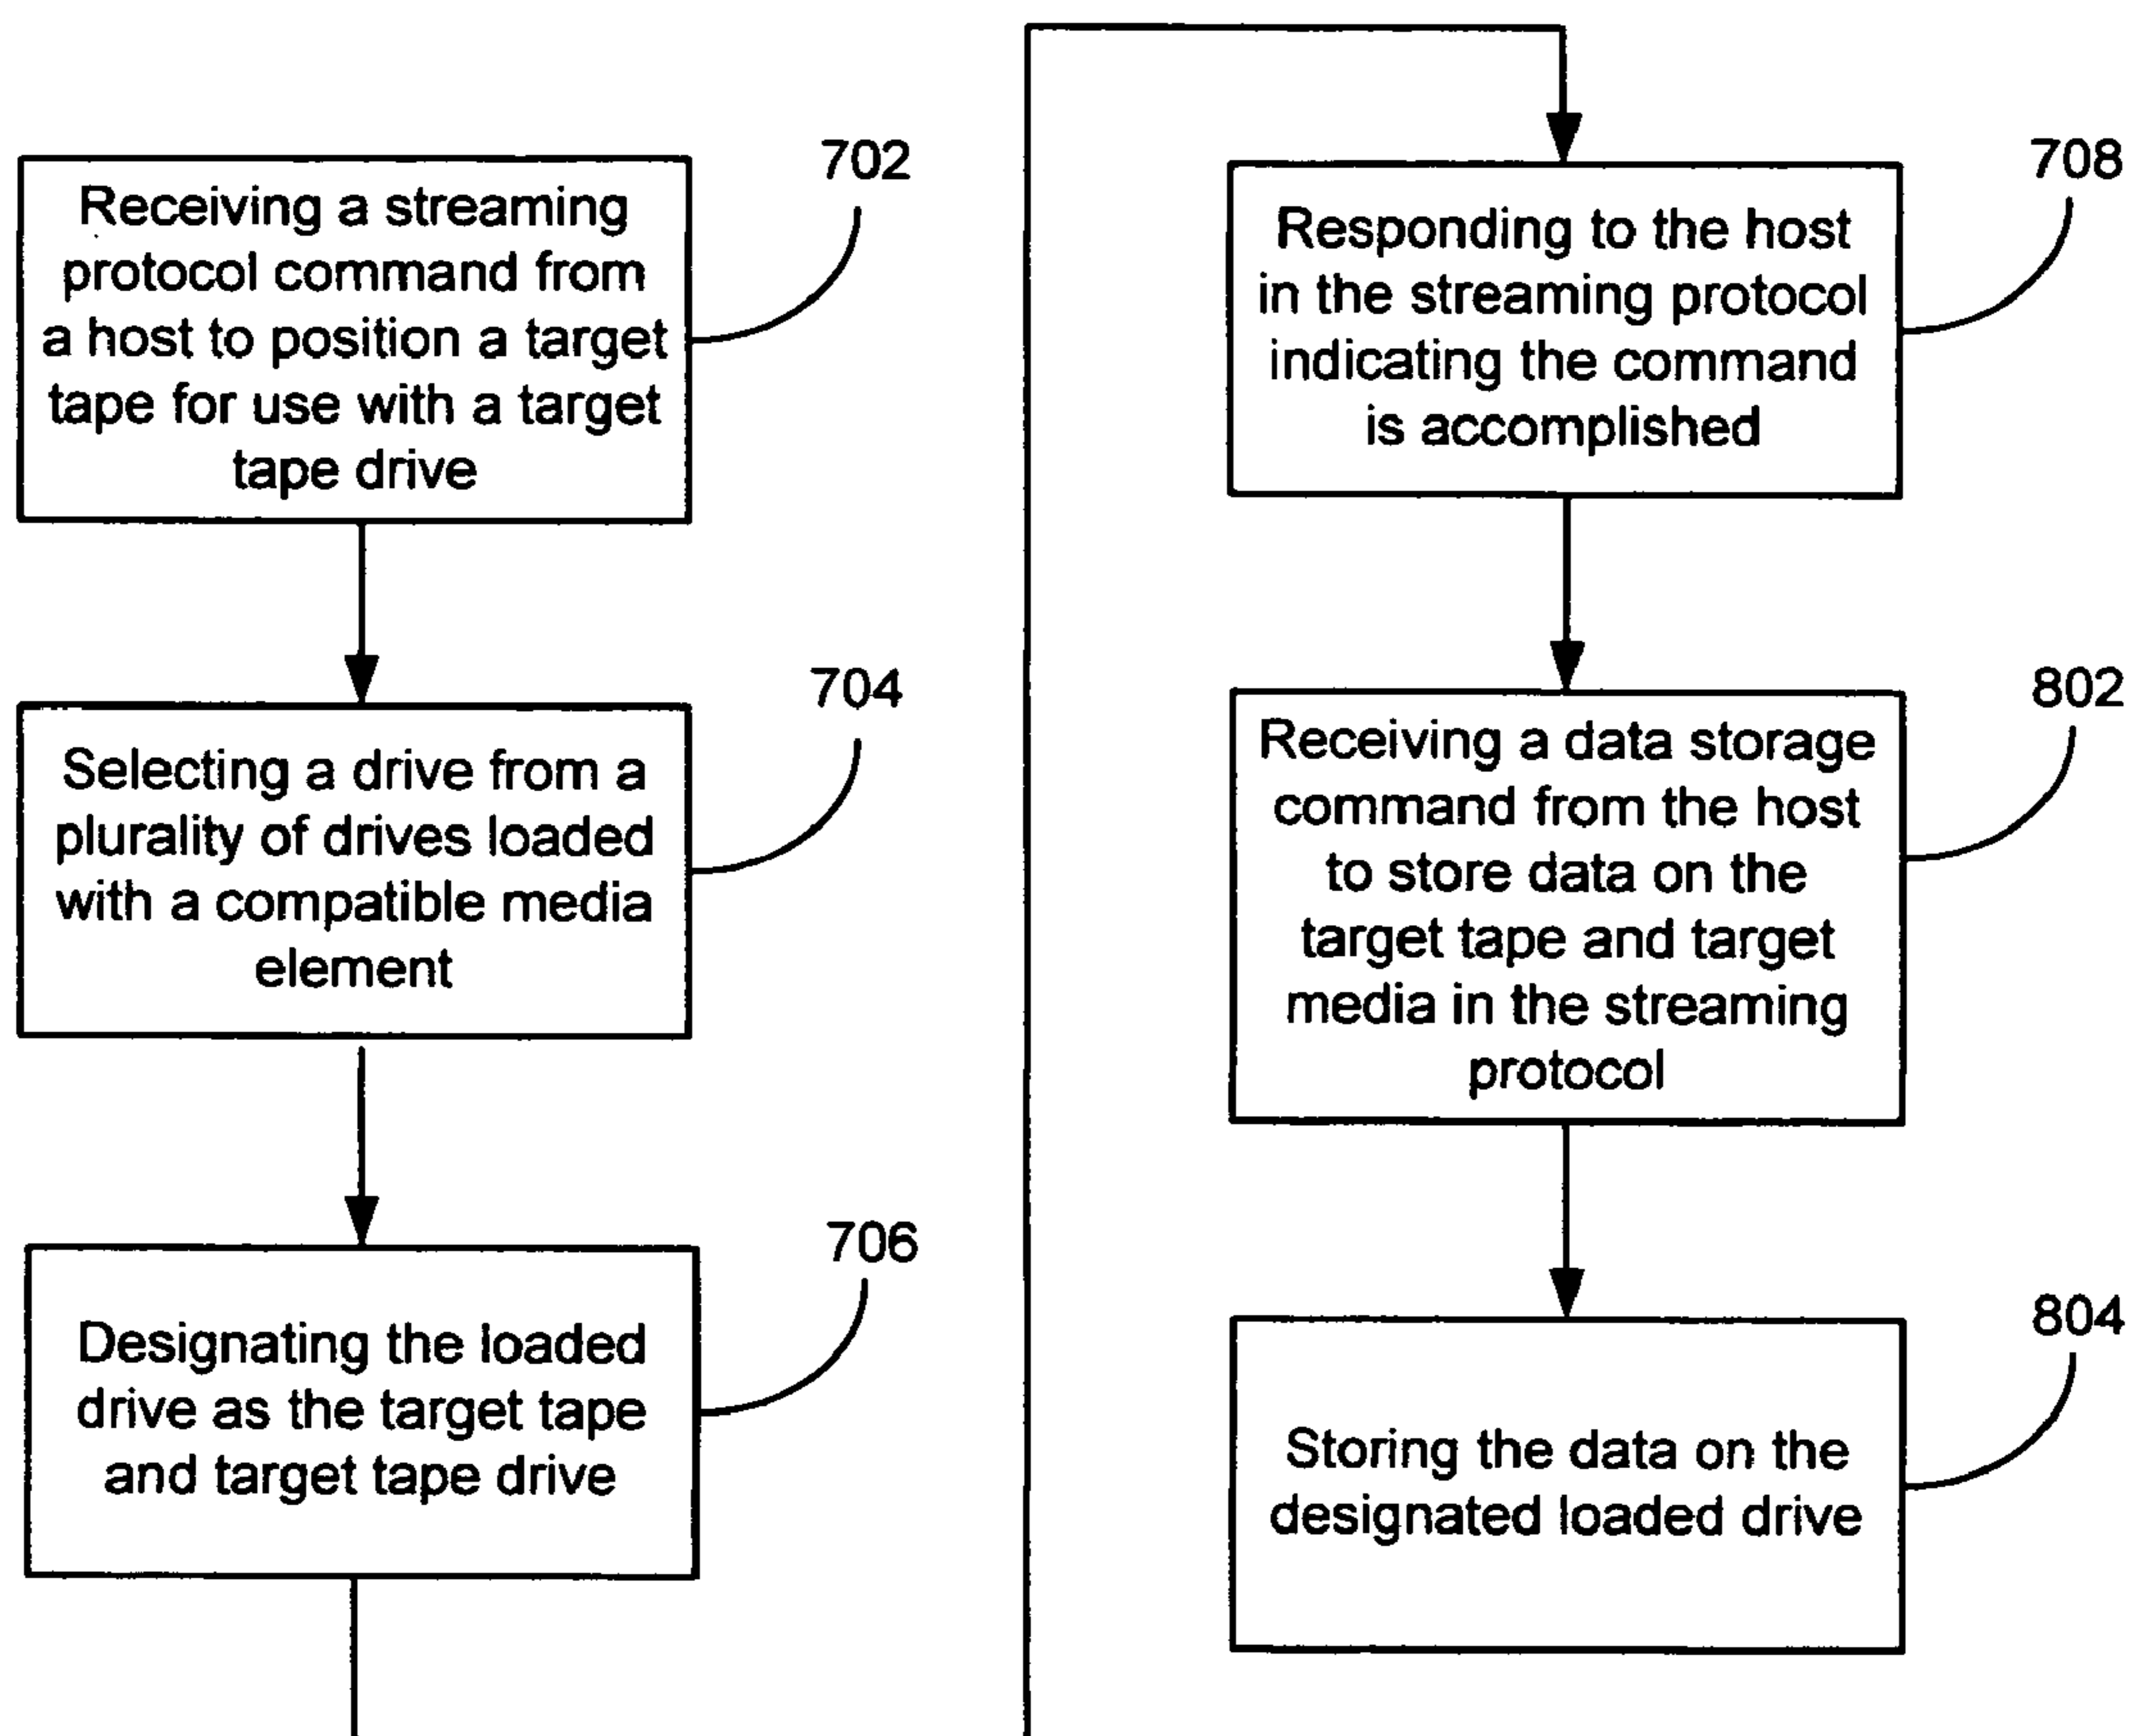 702
Receiving a streaming
protocol command from
a host to position a target
tape for use with a target
tape drive
704
Selecting a drive from a
plurality of drives loaded
with a compatible media
element
706
Designating the loaded
drive as the target tape
and target tape drive
708
Responding to the host
in the streaming protocol
indicating the command
is accomplished
802
Receiving a data storage
command from the host
to store data on the
target tape and target
media in the streaming
protocol
804
Storing the data on the
designated loaded drive